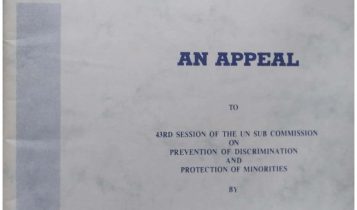 AN APPEAL
TO
43RD SESSION OF THE UN SUB COMMISSION
ON
PREVENTION OF DISCRIMINATION
AND
PROTECTION OF MINORITIES
BY